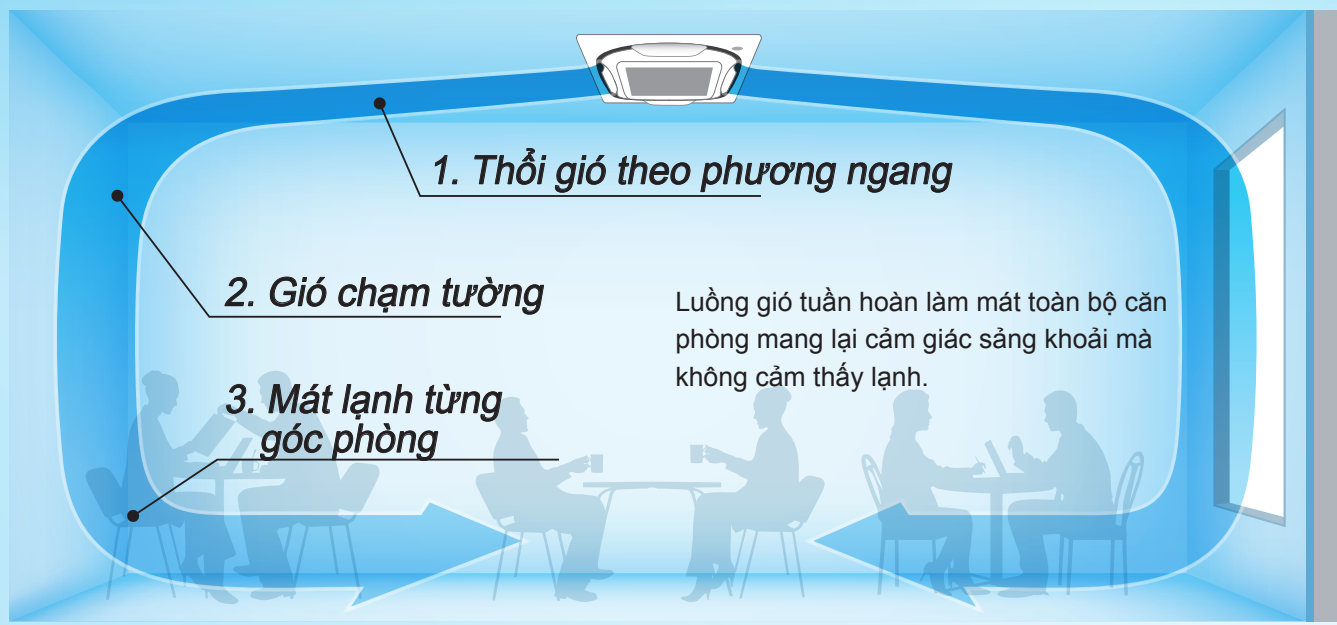 1. Thổi gió theo phương ngang
2. Gió chạm tường
Luồng gió tuần hoàn làm mát toàn bộ căn
phòng mang lại cảm giác sảng khoải mà
không cảm thấy lạnh.
3. Mát lạnh từng
góc phòng